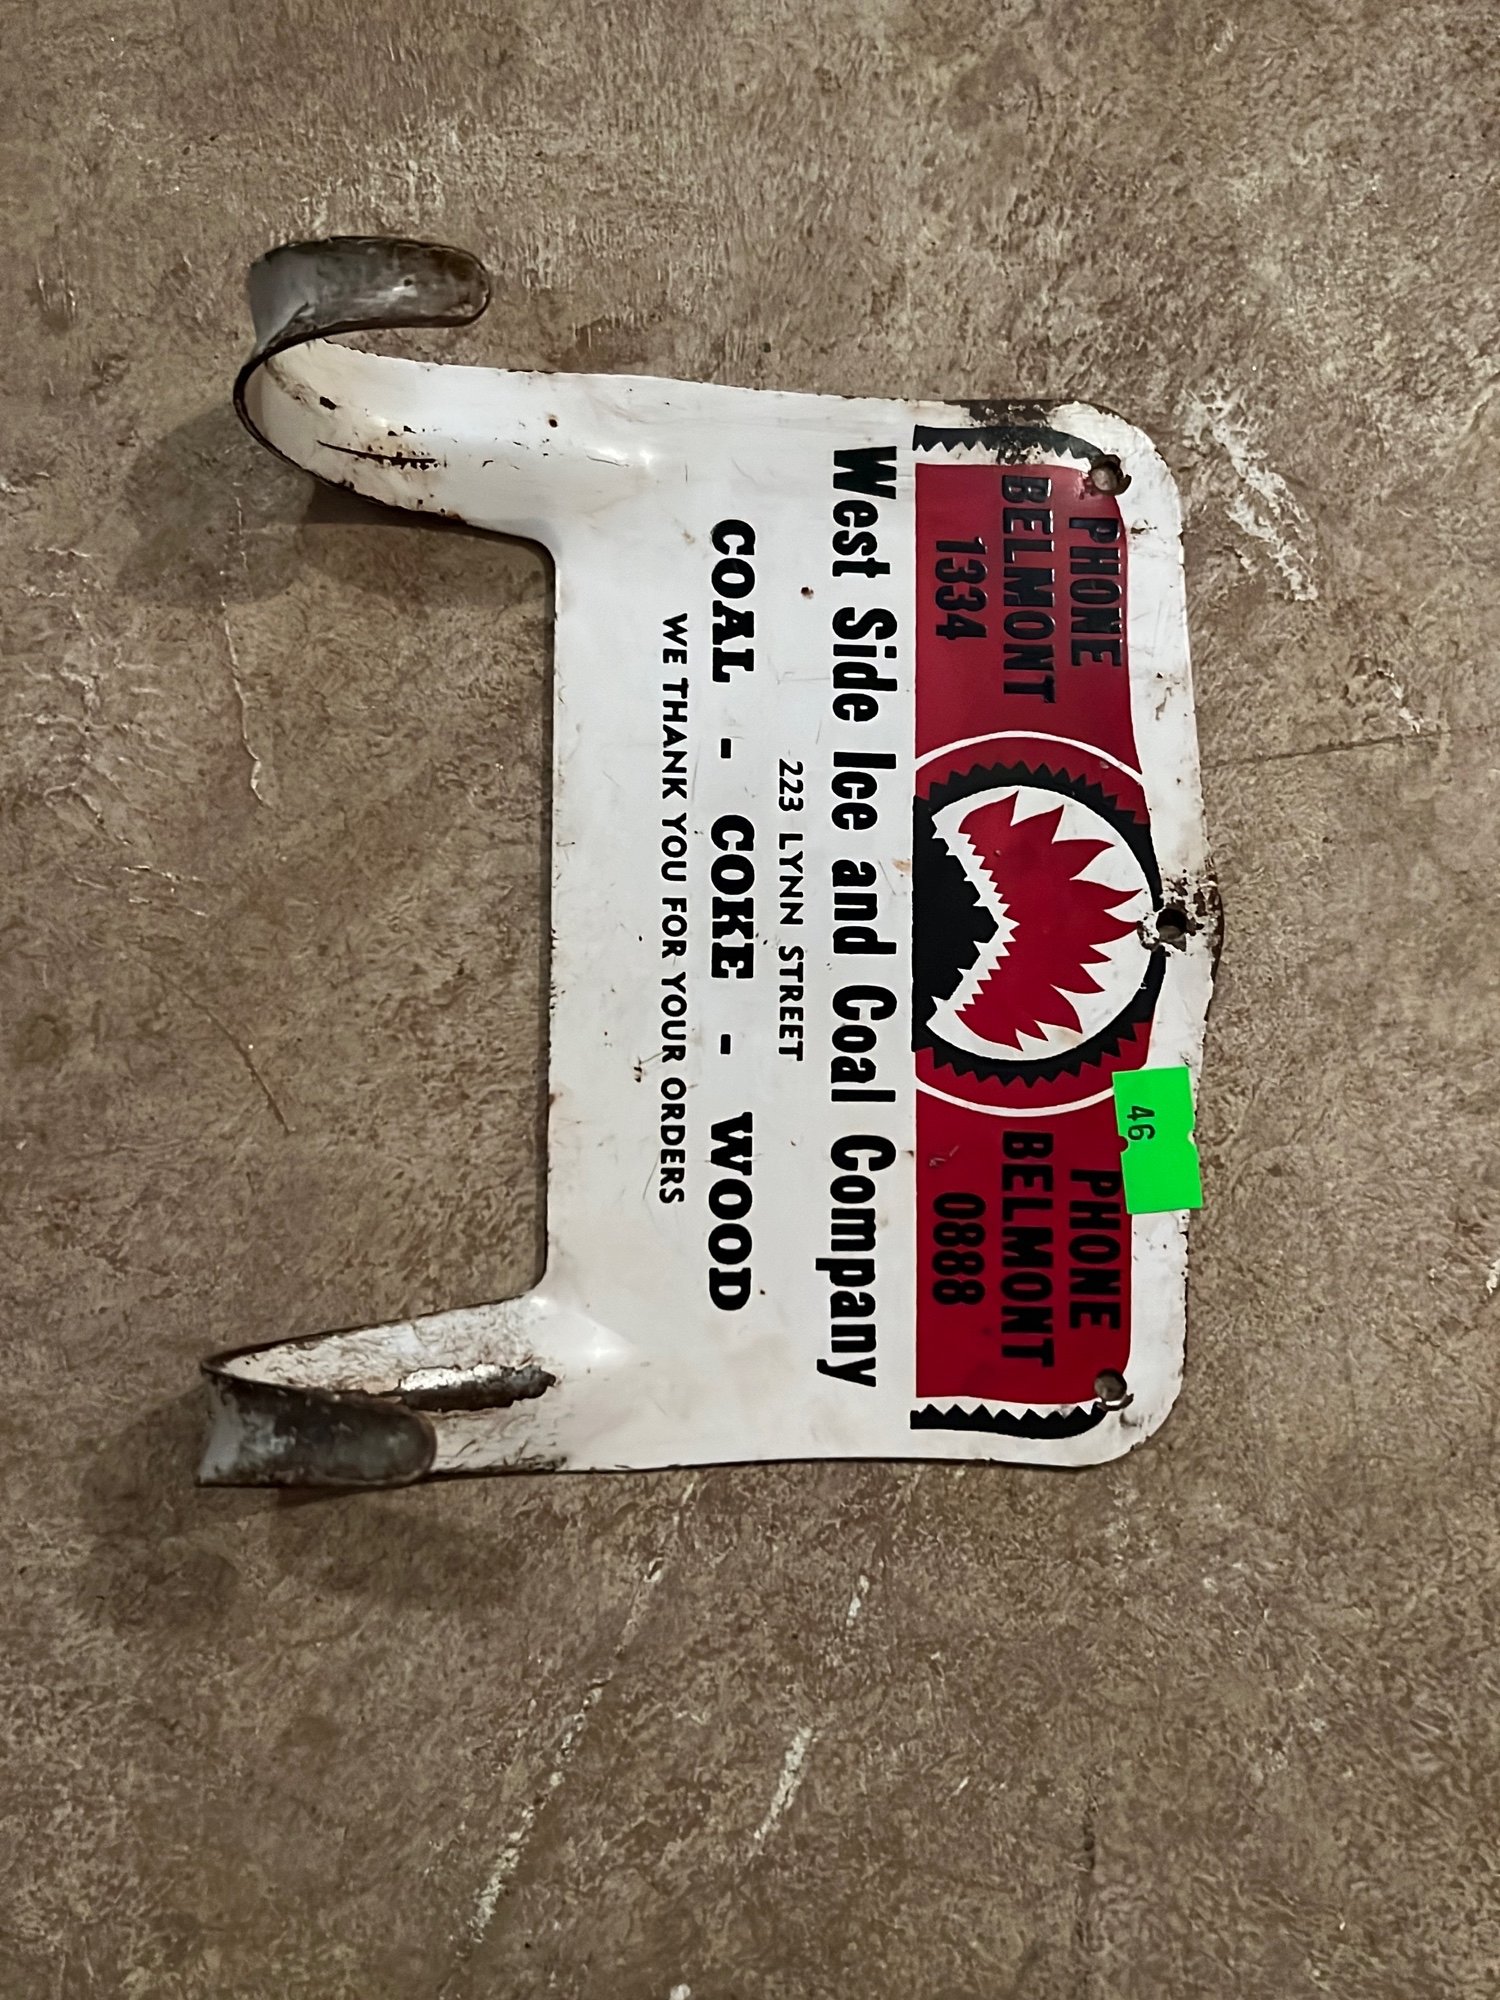 PHONE
BELMONT
1334
PHONE
BELMONT
0888
46
West Side Ice and Coal Company
223 LYNN STREET
COAL - COKE - WOOD
WE THANK YOU FOR YOUR ORDERS